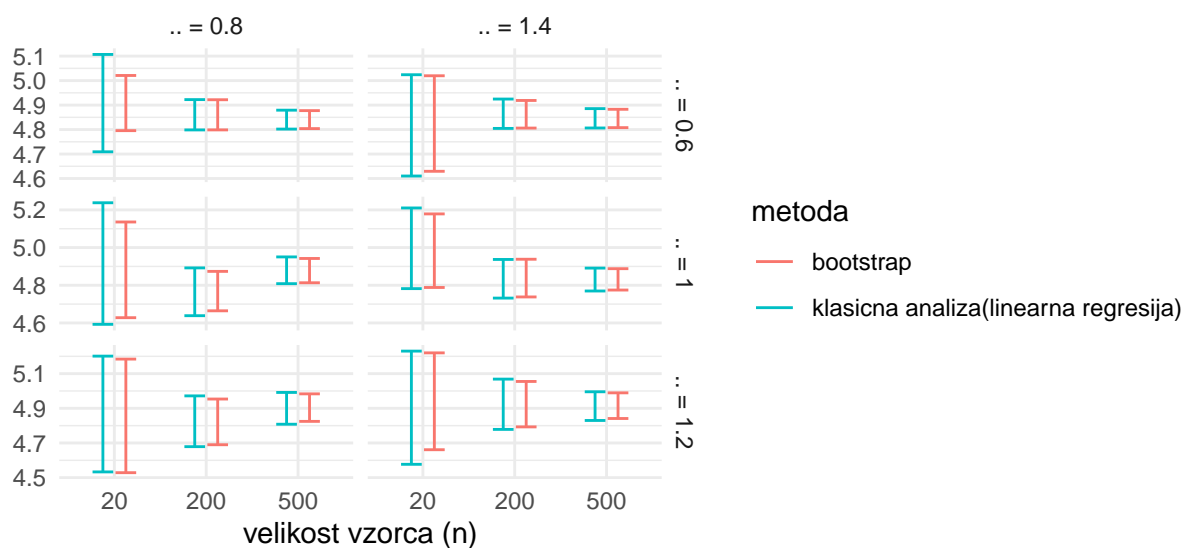 .. = 0.8
.. = 1.4
5.1
5.0
4.9
4.8
4.7
4.6
.. = 0.6
5.2
5.0
4.8
4.6
.. = 1
5.1
4.9
4.7
4.5
.. = 1.2
20 200 500 20 200 500
velikost vzorca (n)
metoda
bootstrap
klasicna analiza(linearna regresija)